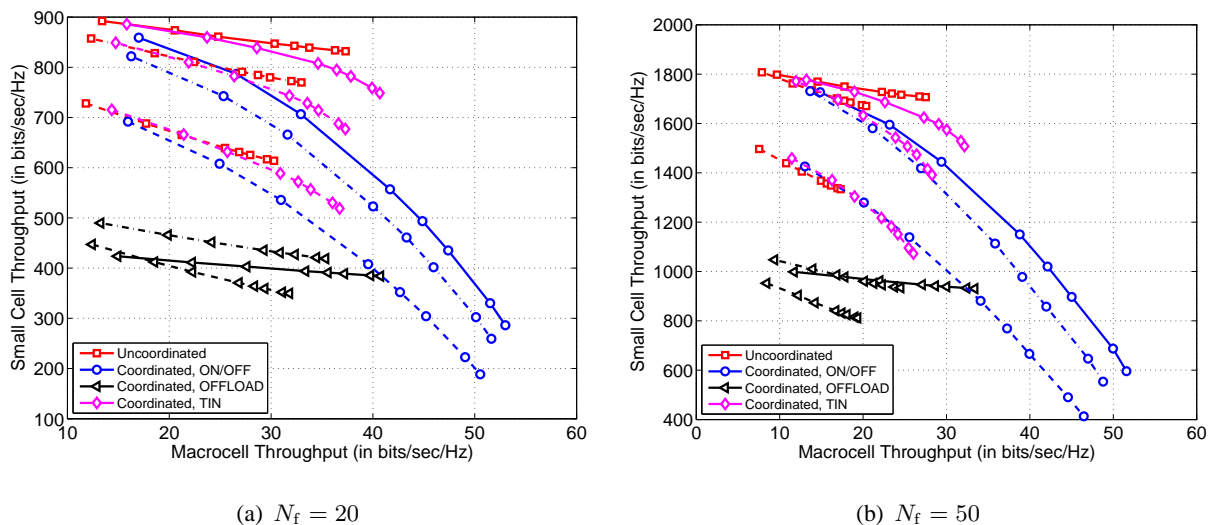 900
800
700
600
500
400
300
200
100
Small Cell Throughput (in bits/sec/Hz)
10 20 30 40 50 60
Macrocell Throughput (in bits/sec/Hz)
Uncoordinated
Coordinated, ON/OFF
Coordinated, OFFLOAD
Coordinated, TIN
(a) N_f = 20
2000
1800
1600
1400
1200
1000
800
600
400
Small Cell Throughput (in bits/sec/Hz)
0 10 20 30 40 50 60
Macrocell Throughput (in bits/sec/Hz)
Uncoordinated
Coordinated, ON/OFF
Coordinated, OFFLOAD
Coordinated, TIN
(b) N_f = 50